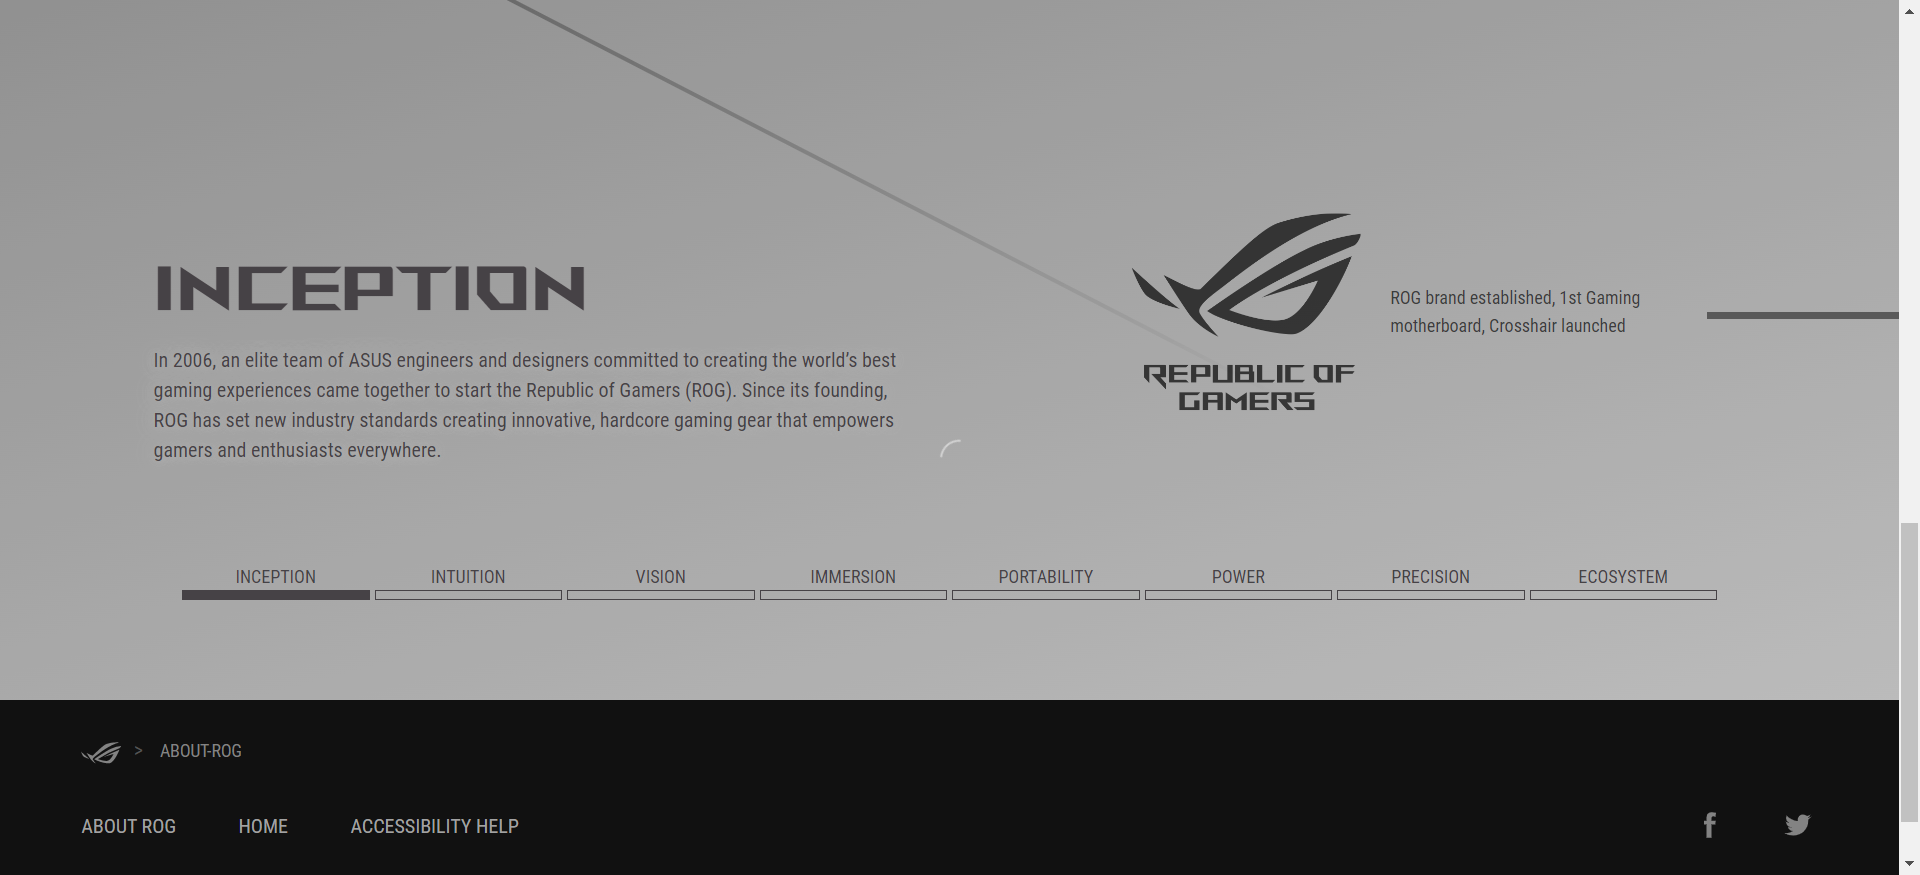 INCEPTION
In 2006, an elite team of ASUS engineers and designers committed to creating the world’s best
gaming experiences came together to start the Republic of Gamers (ROG). Since its founding,
ROG has set new industry standards creating innovative, hardcore gaming gear that empowers
gamers and enthusiasts everywhere.
REPUBLIC OF
GAMERS
ROG brand established, 1st Gaming
motherboard, Crosshair launched
INCEPTION INTUITION VISION IMMERSION PORTABILITY POWER PRECISION ECOSYSTEM
> ABOUT-ROG
ABOUT ROG HOME ACCESSIBILITY HELP